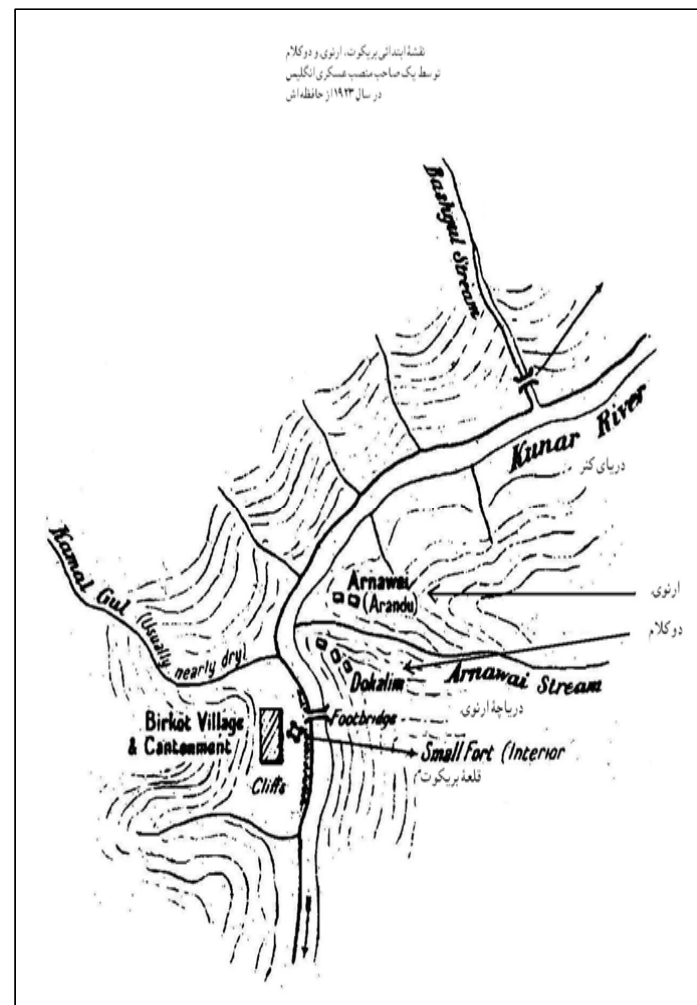 نقشهٔ ابتدائی بریکوت، ارنوی و دوکلام
توسط یک صاحب منصب عسکری انگلیس
در سال ۱۹۲۳ از حافظه اش
Bashgul Stream
Kunar River
دریای کنر
Kamal Gul (Usually nearly dry).
Arnawai
(Arandu)
ارنوی
دوکلام
Dokalim
Arnawai Stream
دریاچهٔ ارنوی
Footbridge
Birkot Village
& Cantonment
Small Fort (Interior
قلعهٔ بریکوت
Cliffs